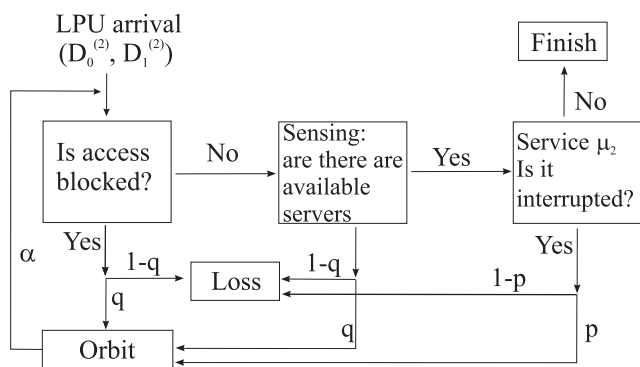 LPU arrival
(D₀⁽²⁾, D₁⁽²⁾)
Finish
No
Is access
blocked?
No
Sensing:
are there are
available
servers
Yes
Service μ₂
Is it
interrupted?
Yes
Yes
α
1-q
Loss
1-q
1-p
q
q
p
Orbit